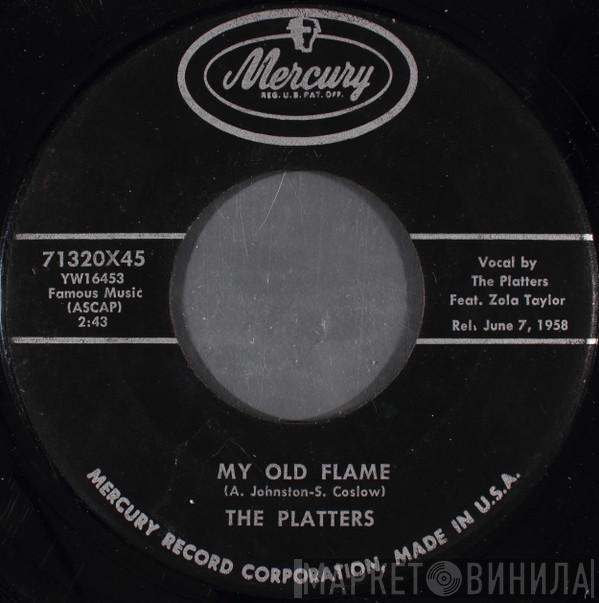 Mercury
REG. U.S. PAT. OFF.
71320X45
YW16453
Famous Music
(ASCAP)
2:43
Vocal by
The Platters
Feat. Zola Taylor
Rel. June 7, 1958
MY OLD FLAME
(A. Johnston-S. Coslow)
THE PLATTERS
MERCURY RECORD CORPORATION, MADE IN U.S.A.
МАРКЕТ ВИНИЛА